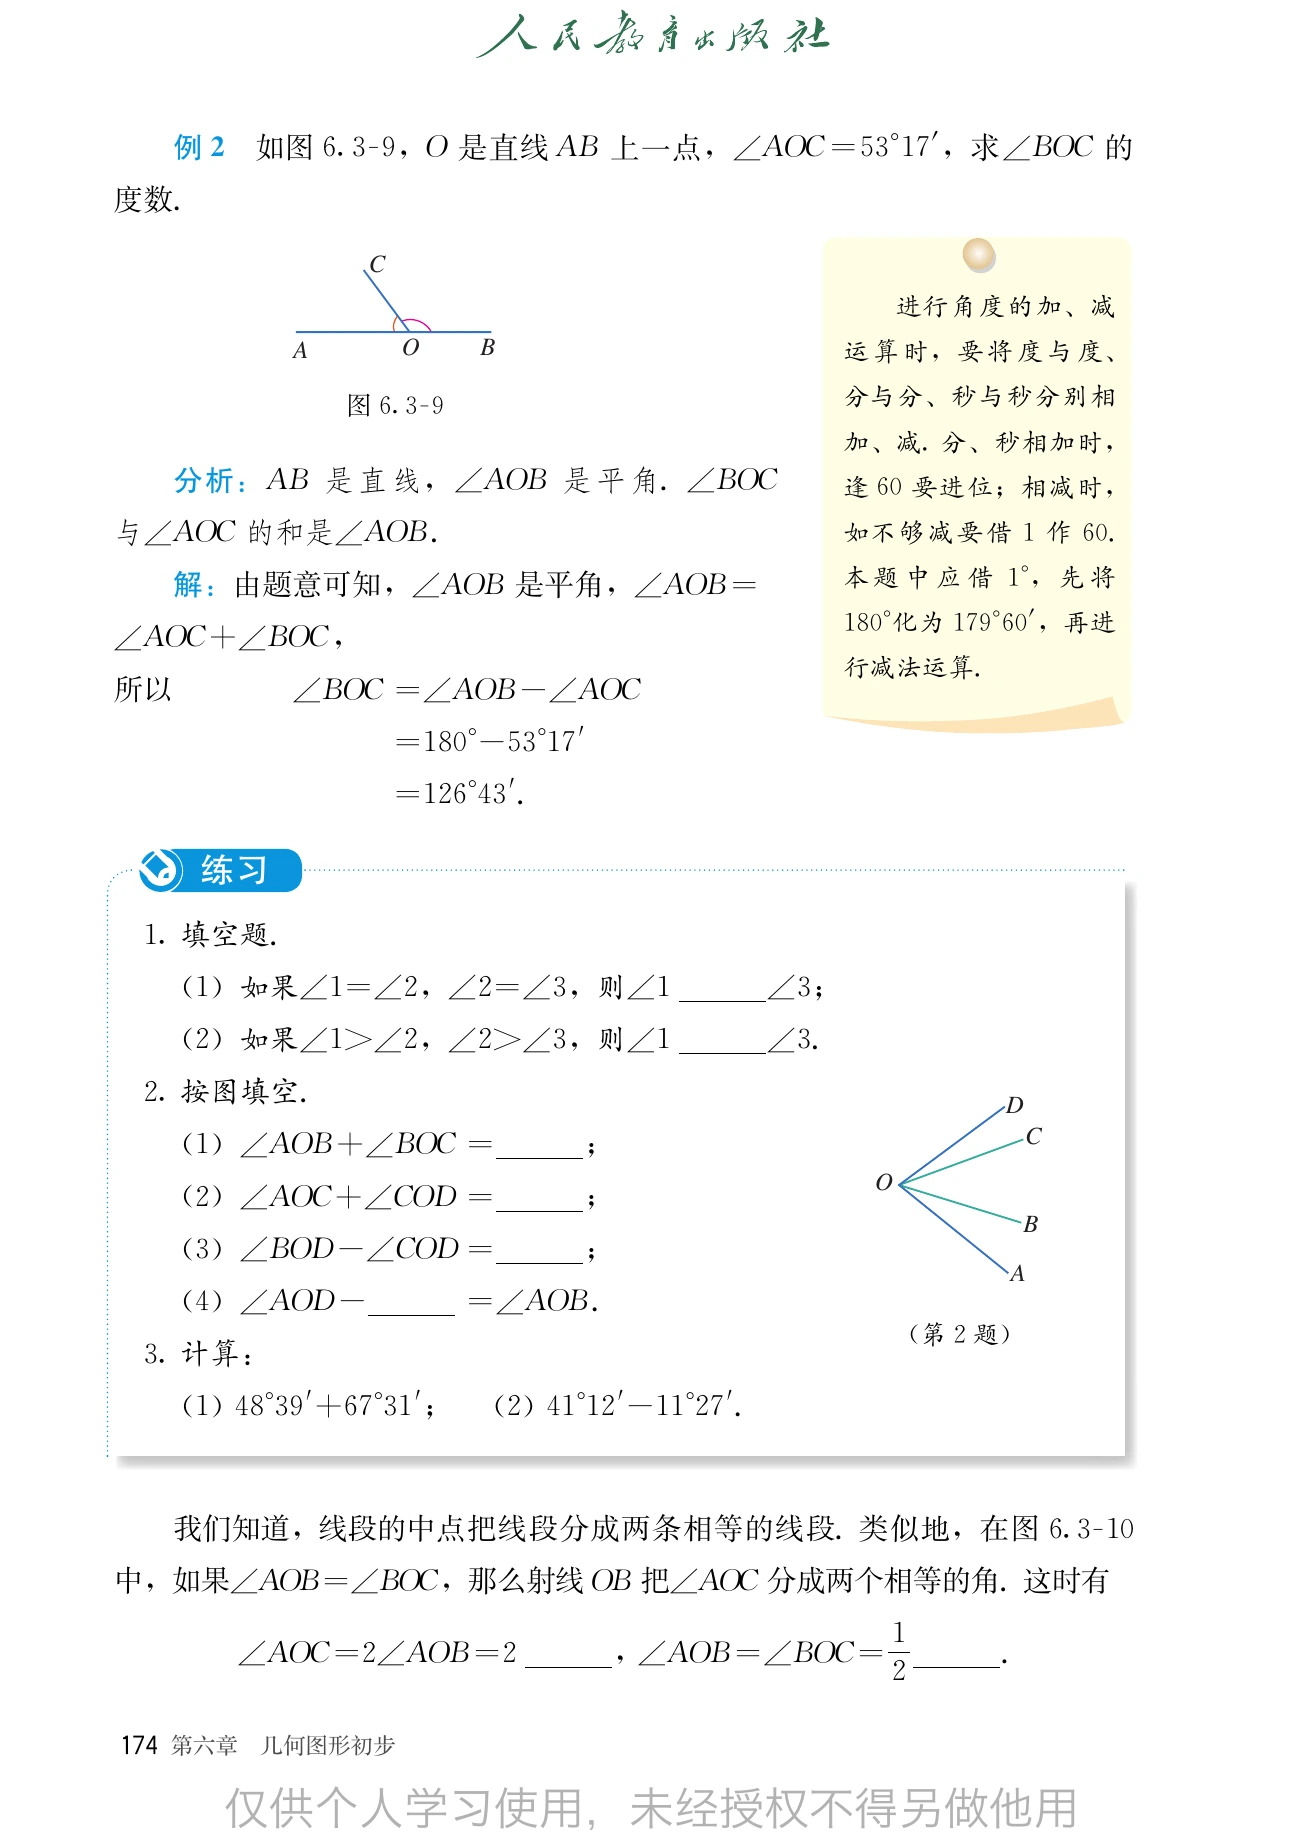 人民教育出版社
例2 如图 6.3-9，O 是直线 AB 上一点，∠AOC=53°17′，求∠BOC 的
度数.
C
A O B
图 6.3-9
进行角度的加、减
运算时，要将度与度、
分与分、秒与秒分别相
加、减. 分、秒相加时，
逢 60 要进位；相减时，
如不够减要借 1 作 60.
本题中应借 1°，先将
180°化为 179°60′，再进
行减法运算.
分析：AB 是直线，∠AOB 是平角. ∠BOC
与∠AOC 的和是∠AOB.
解：由题意可知，∠AOB 是平角，∠AOB=
∠AOC+∠BOC，
所以 ∠BOC =∠AOB-∠AOC
=180°-53°17′
=126°43′.
练习
1. 填空题.
（1）如果∠1=∠2，∠2=∠3，则∠1 ______∠3；
（2）如果∠1>∠2，∠2>∠3，则∠1 ______∠3.
2. 按图填空.
（1）∠AOB+∠BOC =______；
（2）∠AOC+∠COD =______；
（3）∠BOD-∠COD =______；
（4）∠AOD-______ =∠AOB.
D
C
O
B
A
（第 2 题）
3. 计算：
（1）48°39′+67°31′； （2）41°12′-11°27′.
我们知道，线段的中点把线段分成两条相等的线段. 类似地，在图 6.3-10
中，如果∠AOB=∠BOC，那么射线 OB 把∠AOC 分成两个相等的角. 这时有
∠AOC=2∠AOB=2 ______，∠AOB=∠BOC=1/2______.
174 第六章 几何图形初步
仅供个人学习使用，未经授权不得另做他用